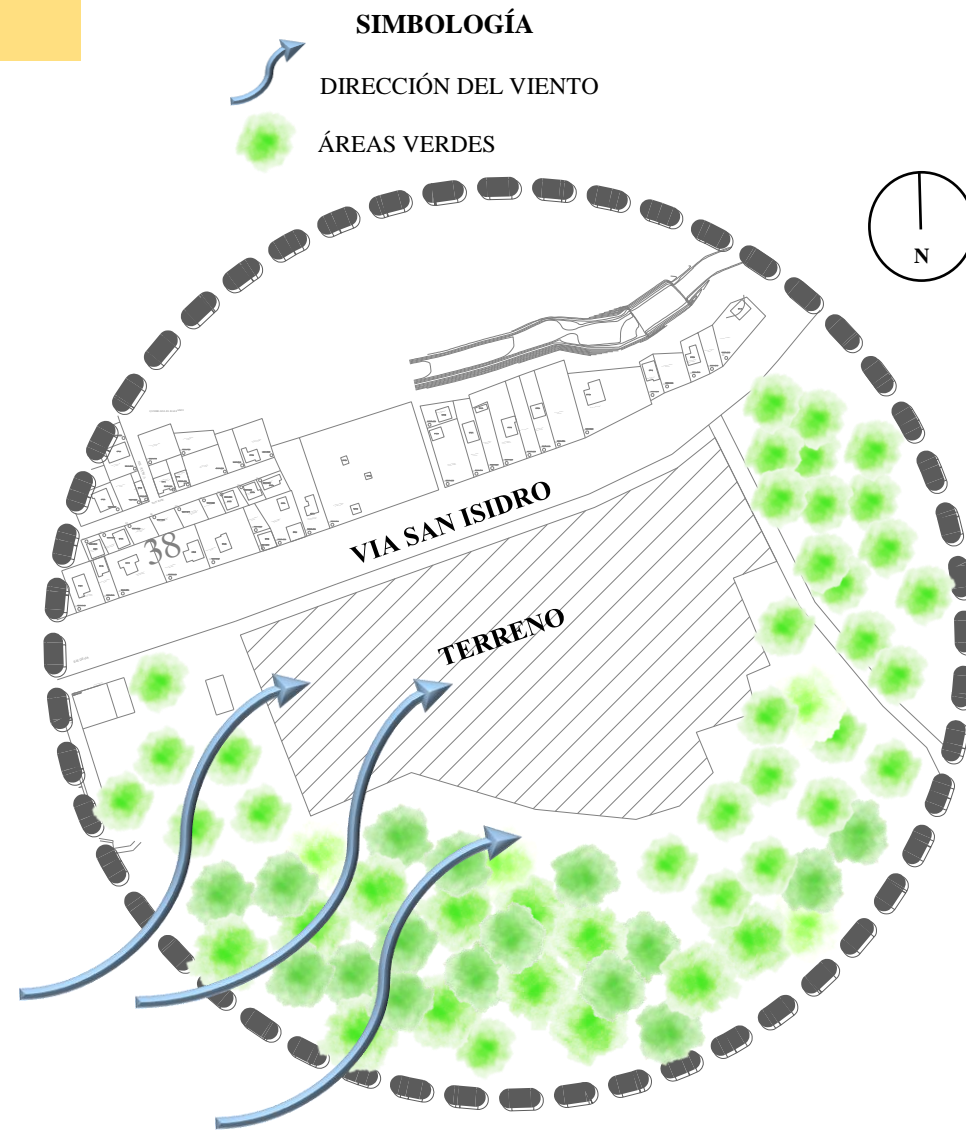 SIMBOLOGÍA
DIRECCIÓN DEL VIENTO
ÁREAS VERDES
N
VIA SAN ISIDRO
38
TERRENO